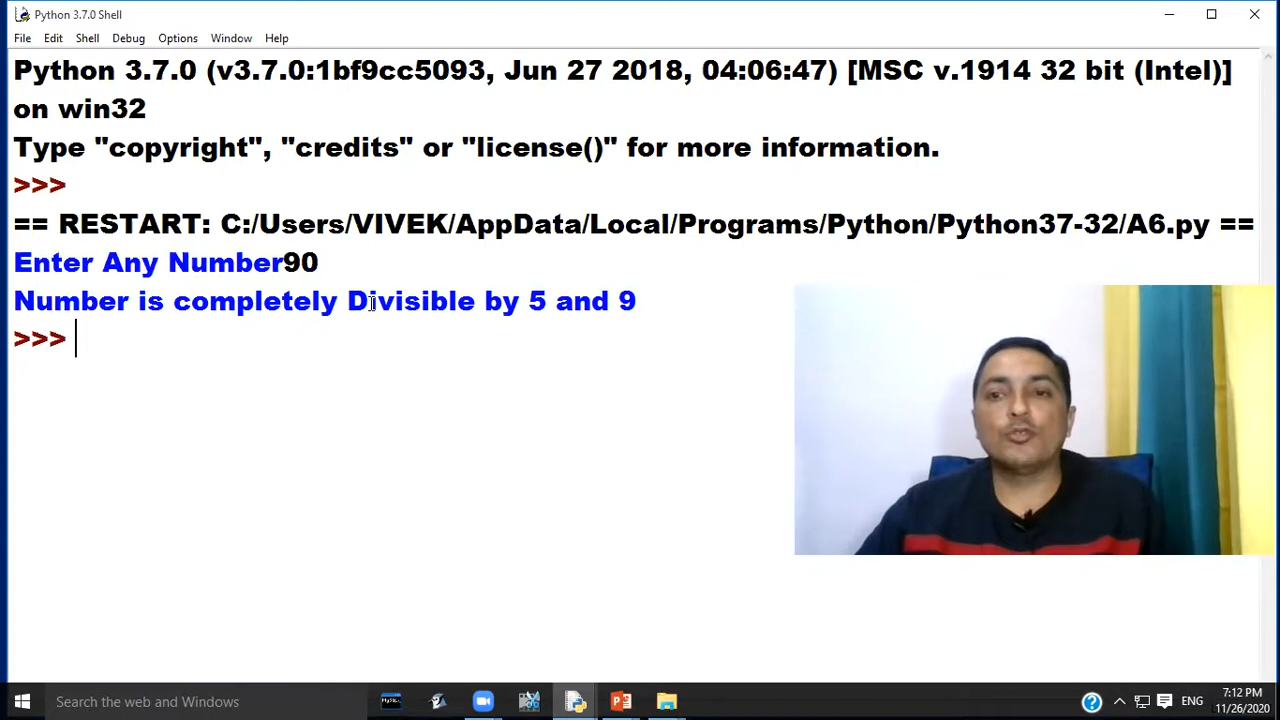 Python 3.7.0 Shell
File Edit Shell Debug Options Window Help
Python 3.7.0 (v3.7.0:1bf9cc5093, Jun 27 2018, 04:06:47) [MSC v.1914 32 bit (Intel)]
on win32
Type "copyright", "credits" or "license()" for more information.
>>>
== RESTART: C:/Users/VIVEK/AppData/Local/Programs/Python/Python37-32/A6.py ==
Enter Any Number90
Number is completely Divisible by 5 and 9
>>>
Search the web and Windows
MySQL
ENG
7:12 PM
11/26/2020